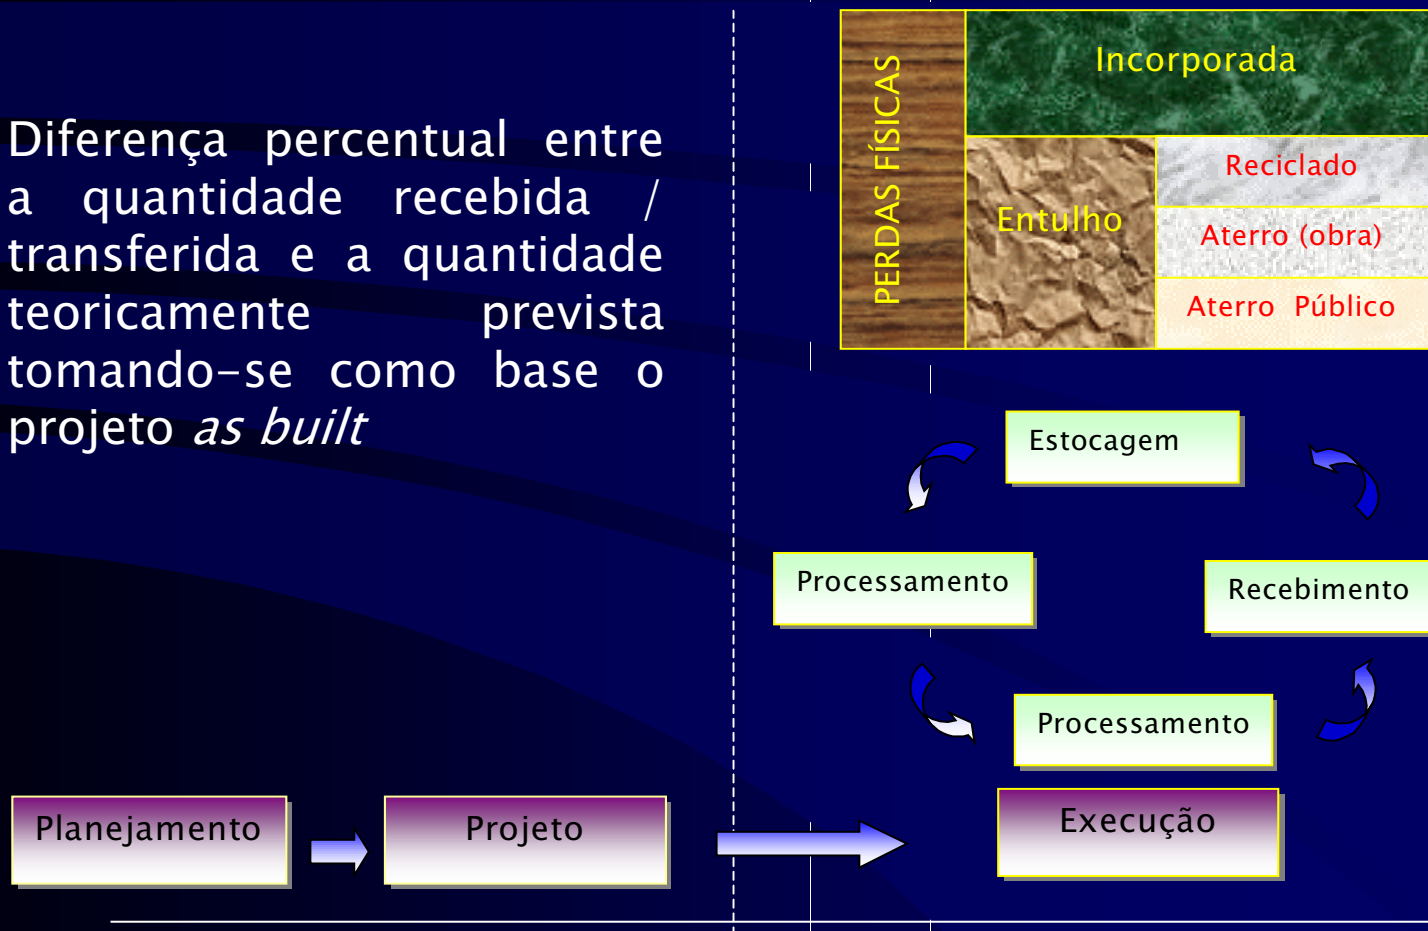 Diferença percentual entre
a quantidade recebida /
transferida e a quantidade
teoricamente prevista
tomando-se como base o
projeto as built
PERDAS FÍSICAS
Incorporada
Entulho
Reciclado
Aterro (obra)
Aterro Público
Estocagem
Processamento
Recebimento
Processamento
Planejamento
Projeto
Execução